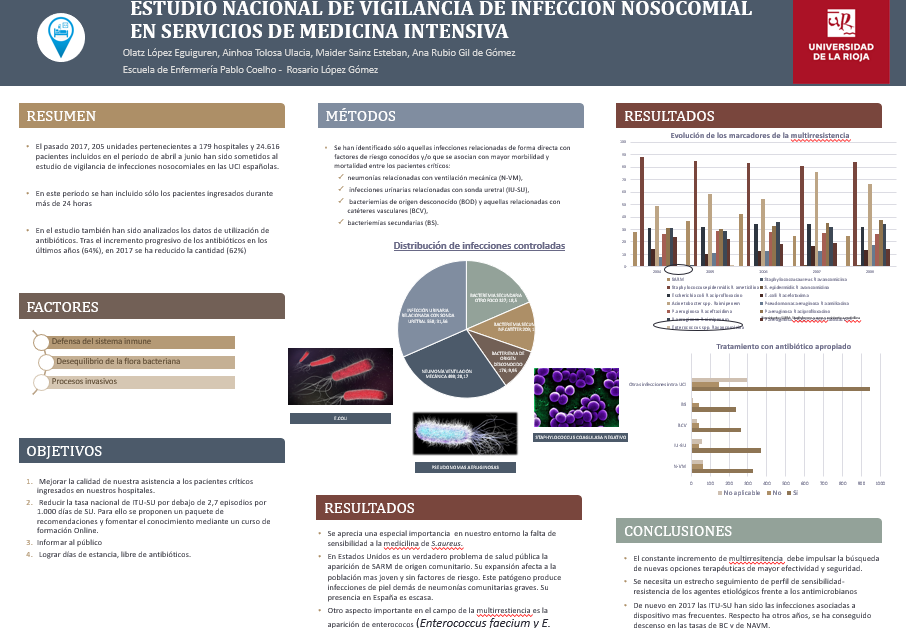 ESTUDIO NACIONAL DE VIGILANCIA DE INFECCIÓN NOSOCOMIAL
EN SERVICIOS DE MEDICINA INTENSIVA
Olatz López Eguiguren, Ainhoa Tolosa Ulacia, Maider Sainz Esteban, Ana Rubio Gil de Gómez
Escuela de Enfermería Pablo Coelho - Rosario López Gómez
UNIVERSIDAD
DE LA RIOJA
RESUMEN
• El pasado 2017, 205 unidades pertenecientes a 179 hospitales y 24.616
pacientes incluidos en el periodo de abril a junio han sido sometidos al
estudio de vigilancia de infecciones nosocomiales en las UCI españolas.
• En este periodo se han incluido sólo los pacientes ingresados durante
más de 24 horas
• En el estudio también han sido analizados los datos de utilización de
antibióticos. Tras el incremento progresivo de los antibióticos en los
últimos años (64%), en 2017 se ha reducido la cantidad (62%)
FACTORES
Defensa del sistema inmune
Desequilibrio de la flora bacteriana
Procesos invasivos
OBJETIVOS
1. Mejorar la calidad de nuestra asistencia a los pacientes críticos
ingresados en nuestros hospitales.
2. Reducir la tasa nacional de ITU-SU por debajo de 2,7 episodios por
1.000 días de SU. Para ello se proponen un paquete de
recomendaciones y fomentar el conocimiento mediante un curso de
formación Online.
3. Informar al público
4. Lograr días de estancia, libre de antibióticos.
MÉTODOS
• Se han identificado sólo aquellas infecciones relacionadas de forma directa con
factores de riesgo conocidos y/o que se asocian con mayor morbilidad y
mortalidad entre los pacientes críticos:
✓ neumonías relacionadas con ventilación mecánica (N-VM),
✓ infecciones urinarias relacionadas con sonda uretral (IU-SU),
✓ bacteriemias de origen desconocido (BOD) y aquellas relacionadas con
catéteres vasculares (BCV),
✓ bacteriemias secundarias (BS).
Distribución de infecciones controladas
BACTERIEMIA SECUNDARIA
OTRO FOCO
BACTERIEMIA DE
ORIGEN
DESCONOCIDO
NEUMONÍA VENTILACIÓN
MECÁNICA
INFECCIÓN URINARIA
RELACIONADA CON SONDA
URETRAL
E.COLI
STAPHYLOCOCCUS COAGULASA NEGATIVO
PSEUDOMONAS AERUGINOSAS
RESULTADOS
• Se aprecia una especial importancia en nuestro entorno la falta de
sensibilidad a la medicilina de S.aureus.
• En Estados Unidos es un verdadero problema de salud pública la
aparición de SARM de origen comunitario. Su expansión afecta a la
población mas joven y sin factores de riesgo. Este patógeno produce
infecciones de piel demás de neumonías comunitarias graves. Su
presencia en España es escasa.
• Otro aspecto importante en el campo de la multirrestiencia es la
aparición de enterococos (Enterococcus faecium y E.
RESULTADOS
Evolución de los marcadores de la multirresistencia
100
90
80
70
60
50
40
30
20
10
0
2004 2005 2006 2007 2008
SARM
Tratamiento con antibiótico apropiado
Otras infecciones intra UCI
BS
BCV
IU-SU
N-VM
0 100 200 300 400 500 600 700 800 900 1000
No aplicable No Si
CONCLUSIONES
• El constante incremento de multirresitencia debe impulsar la búsqueda
de nuevas opciones terapéuticas de mayor efectividad y seguridad.
• Se necesita un estrecho seguimiento de perfil de sensibilidad-
resistencia de los agentes etiológicos frente a los antimicrobianos
• De nuevo en 2017 las ITU-SU han sido las infecciones asociadas a
dispositivo mas frecuentes. Respecto ha otros años, se ha conseguido
descenso en las tasas de BC y de NAVM.